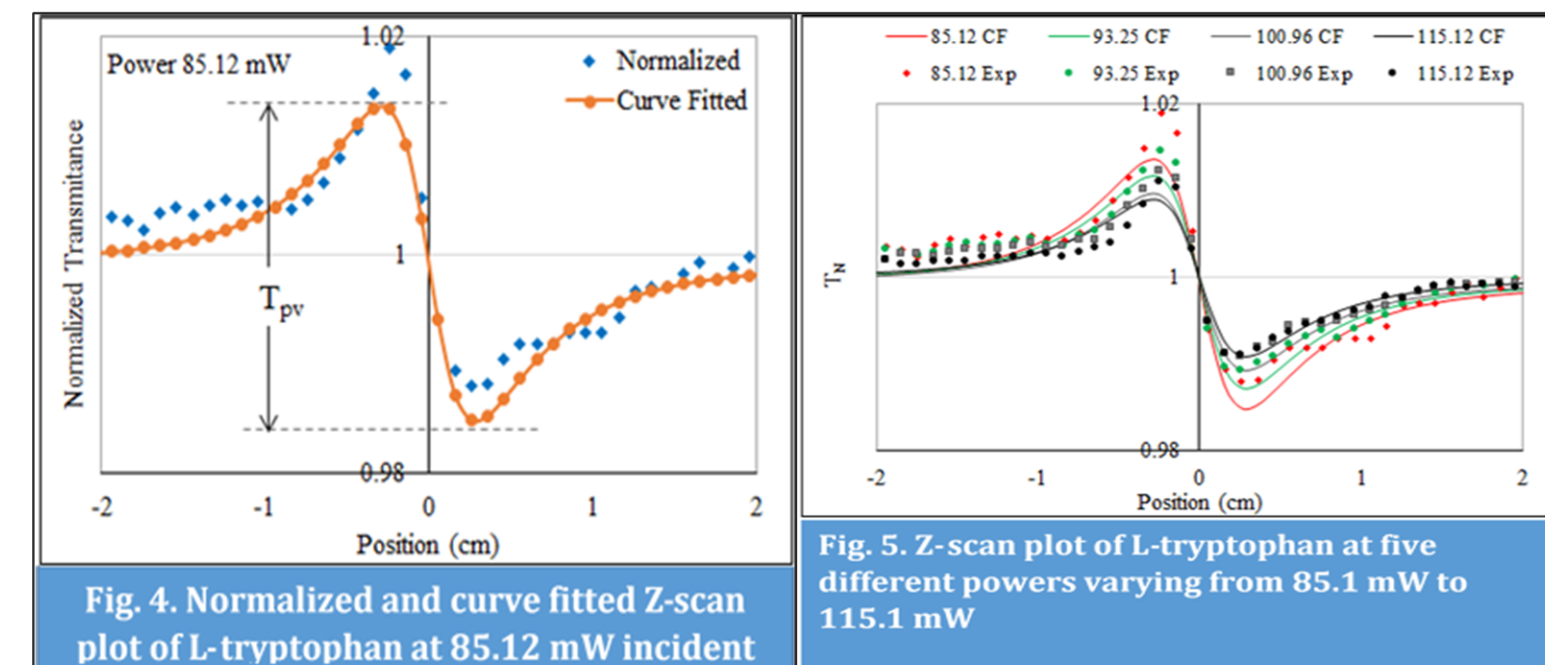 1.02
Power 85.12 mW
Normalized
Curve Fitted
Normalized Transmitance
1
Tpv
0.98
-2 -1 0 1 2
Position (cm)
Fig. 4. Normalized and curve fitted Z-scan
plot of L-tryptophan at 85.12 mW incident
85.12 CF 93.25 CF 100.96 CF 115.12 CF
85.12 Exp 93.25 Exp 100.96 Exp 115.12 Exp
1.02
TN
1
0.98
-2 -1 0 1 2
Position (cm)
Fig. 5. Z-scan plot of L-tryptophan at five
different powers varying from 85.1 mW to
115.1 mW